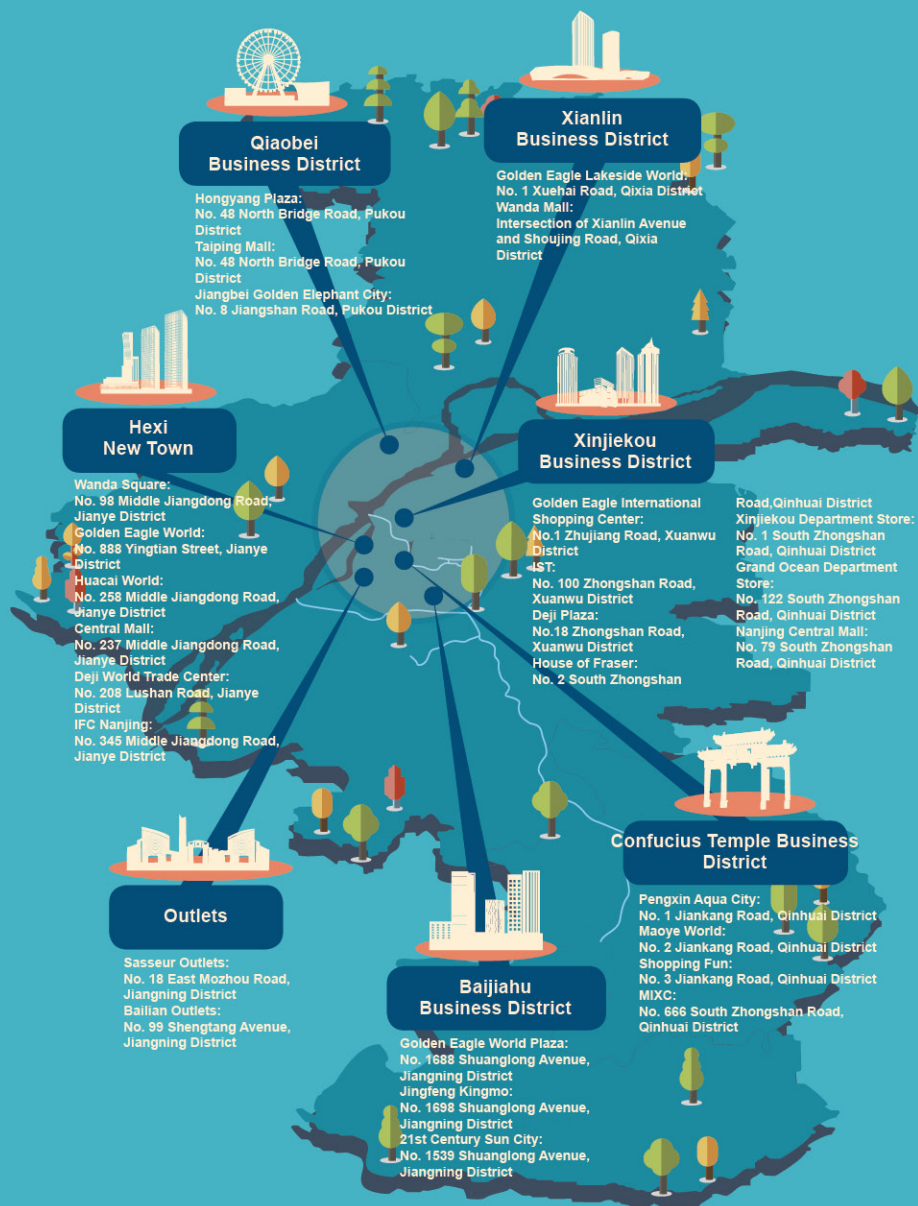 Qiaobei
Business District
Hongyang Plaza:
No. 48 North Bridge Road, Pukou
District
Taiping Mall:
No. 48 North Bridge Road, Pukou
District
Jiangbei Golden Elephant City:
No. 8 Jiangshan Road, Pukou District
Xianlin
Business District
Golden Eagle Lakeside World:
No. 1 Xuehai Road, Qixia District
Wanda Mall:
Intersection of Xianlin Avenue
and Shoujing Road, Qixia
District
Hexi
New Town
Wanda Square:
No. 98 Middle Jiangdong Road,
Jianye District
Golden Eagle World:
No. 888 Yingtian Street, Jianye
District
Huacai World:
No. 258 Middle Jiangdong Road,
Jianye District
Central Mall:
No. 237 Middle Jiangdong Road,
Jianye District
Deji World Trade Center:
No. 208 Lushan Road, Jianye
District
IFC Nanjing:
No. 345 Middle Jiangdong Road,
Jianye District
Xinjiekou
Business District
Golden Eagle International
Shopping Center:
No.1 Zhujiang Road, Xuanwu
District
IST:
No. 100 Zhongshan Road,
Xuanwu District
Deji Plaza:
No.18 Zhongshan Road,
Xuanwu District
House of Fraser:
No. 2 South Zhongshan
Road,Qinhuai District
Xinjiekou Department Store:
No. 1 South Zhongshan
Road, Qinhuai District
Grand Ocean Department
Store:
No. 122 South Zhongshan
Road, Qinhuai District
Nanjing Central Mall:
No. 79 South Zhongshan
Road, Qinhuai District
Outlets
Sasseur Outlets:
No. 18 East Mozhou Road,
Jiangning District
Bailian Outlets:
No. 99 Shengtang Avenue,
Jiangning District
Baijiahu
Business District
Golden Eagle World Plaza:
No. 1688 Shuanglong Avenue,
Jiangning District
Jingfeng Kingmo:
No. 1698 Shuanglong Avenue,
Jiangning District
21st Century Sun City:
No. 1539 Shuanglong Avenue,
Jiangning District
Confucius Temple Business
District
Pengxin Aqua City:
No. 1 Jiankang Road, Qinhuai District
Maoye World:
No. 2 Jiankang Road, Qinhuai District
Shopping Fun:
No. 3 Jiankang Road, Qinhuai District
MIXC:
No. 666 South Zhongshan Road,
Qinhuai District